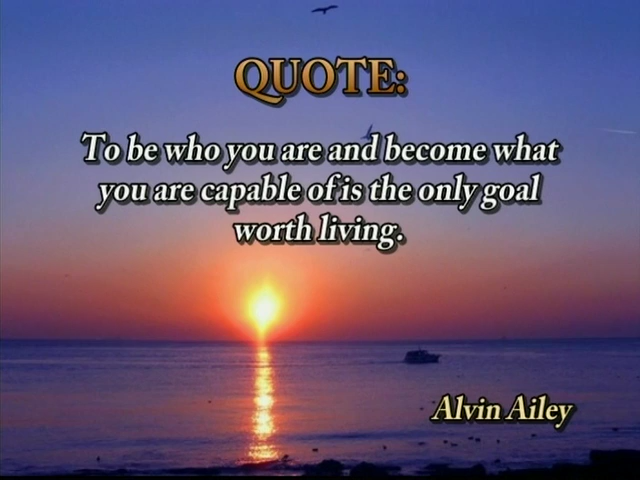 QUOTE:
To be who you are and become what
you are capable of is the only goal
worth living.
Alvin Ailey